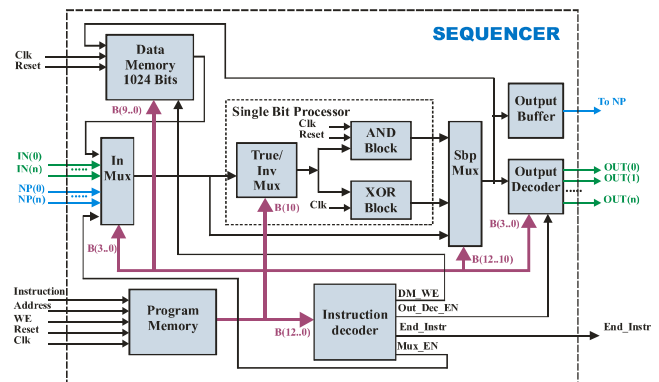 SEQUENCER
Clk
Reset
Data
Memory
1024 Bits
B(9..0)
Single Bit Processor
Clk
Reset
AND
Block
Output
Buffer
To NP
IN(0)
.....
IN(n)
NP(0)
.....
NP(n)
In
Mux
True/
Inv
Mux
XOR
Block
Clk
Sbp
Mux
Output
Decoder
OUT(0)
OUT(1)
.....
OUT(n)
B(10)
B(3..0)
B(3..0)
B(12..10)
Instruction
Address
WE
Reset
Clk
Program
Memory
B(12..0)
Instruction
decoder
DM_WE
Out_Dec_EN
End_Instr
Mux_EN
End_Instr